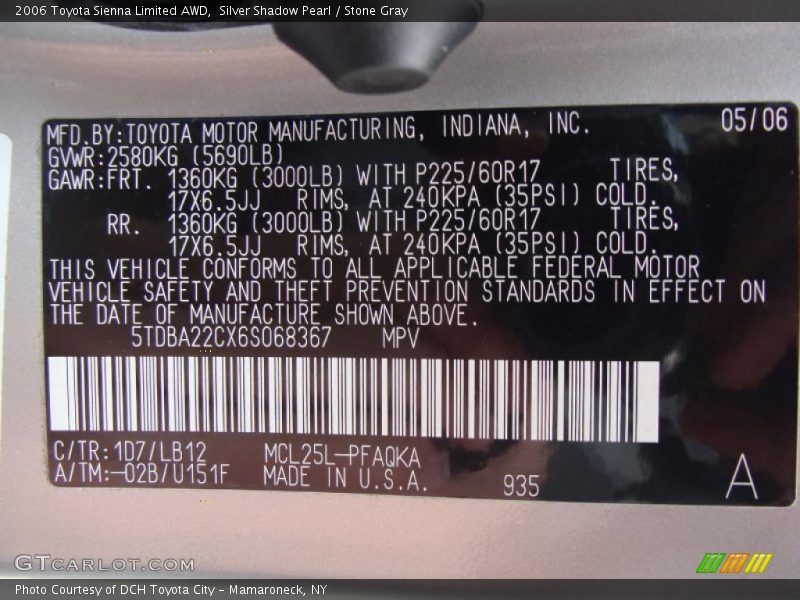 2006 Toyota Sienna Limited AWD,  Silver Shadow Pearl / Stone Gray
MFD.BY:TOYOTA MOTOR MANUFACTURING, INDIANA, INC. 05/06
GVWR:2580KG (5690LB)
GAWR:FRT. 1360KG (3000LB) WITH P225/60R17 TIRES,
17X6.5JJ RIMS, AT 240KPA (35PSI) COLD.
RR. 1360KG (3000LB) WITH P225/60R17 TIRES,
17X6.5JJ RIMS, AT 240KPA (35PSI) COLD.
THIS VEHICLE CONFORMS TO ALL APPLICABLE FEDERAL MOTOR
VEHICLE SAFETY AND THEFT PREVENTION STANDARDS IN EFFECT ON
THE DATE OF MANUFACTURE SHOWN ABOVE.
5TDBA22CX6S068367 MPV
C/TR:1D7/LB12 MCL25L-PFAQKA
A/TM:-02B/U151F MADE IN U.S.A. 935 A
GTCARLOT.COM
Photo Courtesy of DCH Toyota City - Mamaroneck, NY